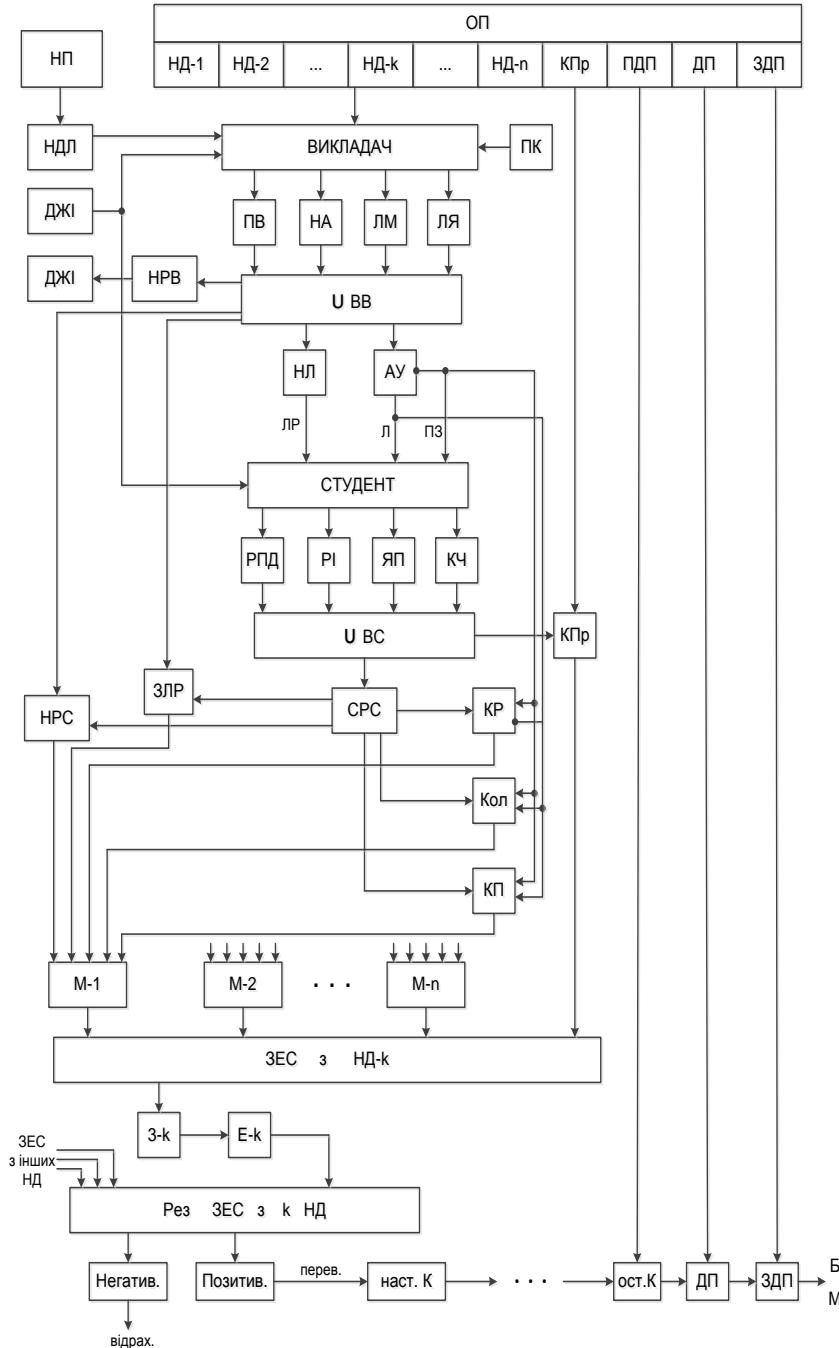 ОП
НП
НД-1 НД-2 ... НД-k ... НД-n КПр ПДП ДП ЗДП
НДЛ ВИКЛАДАЧ ПК
ДЖІ ПВ НА ЛМ ЛЯ
ДЖІ НРВ U ВВ
НЛ АУ
ЛР Л ПЗ
СТУДЕНТ
РПД РІ ЯП КЧ
U ВС КПр
НРС ЗЛР СРС КР
Кол
КП
М-1 М-2 . . . М-n
ЗЕС з НД-k
З-k Е-k
ЗЕС
з інших
НД
Рез ЗЕС з k НД
Негатив. Позитив. перев. наст. К . . . ост.К ДП ЗДП Б
М
відрах.